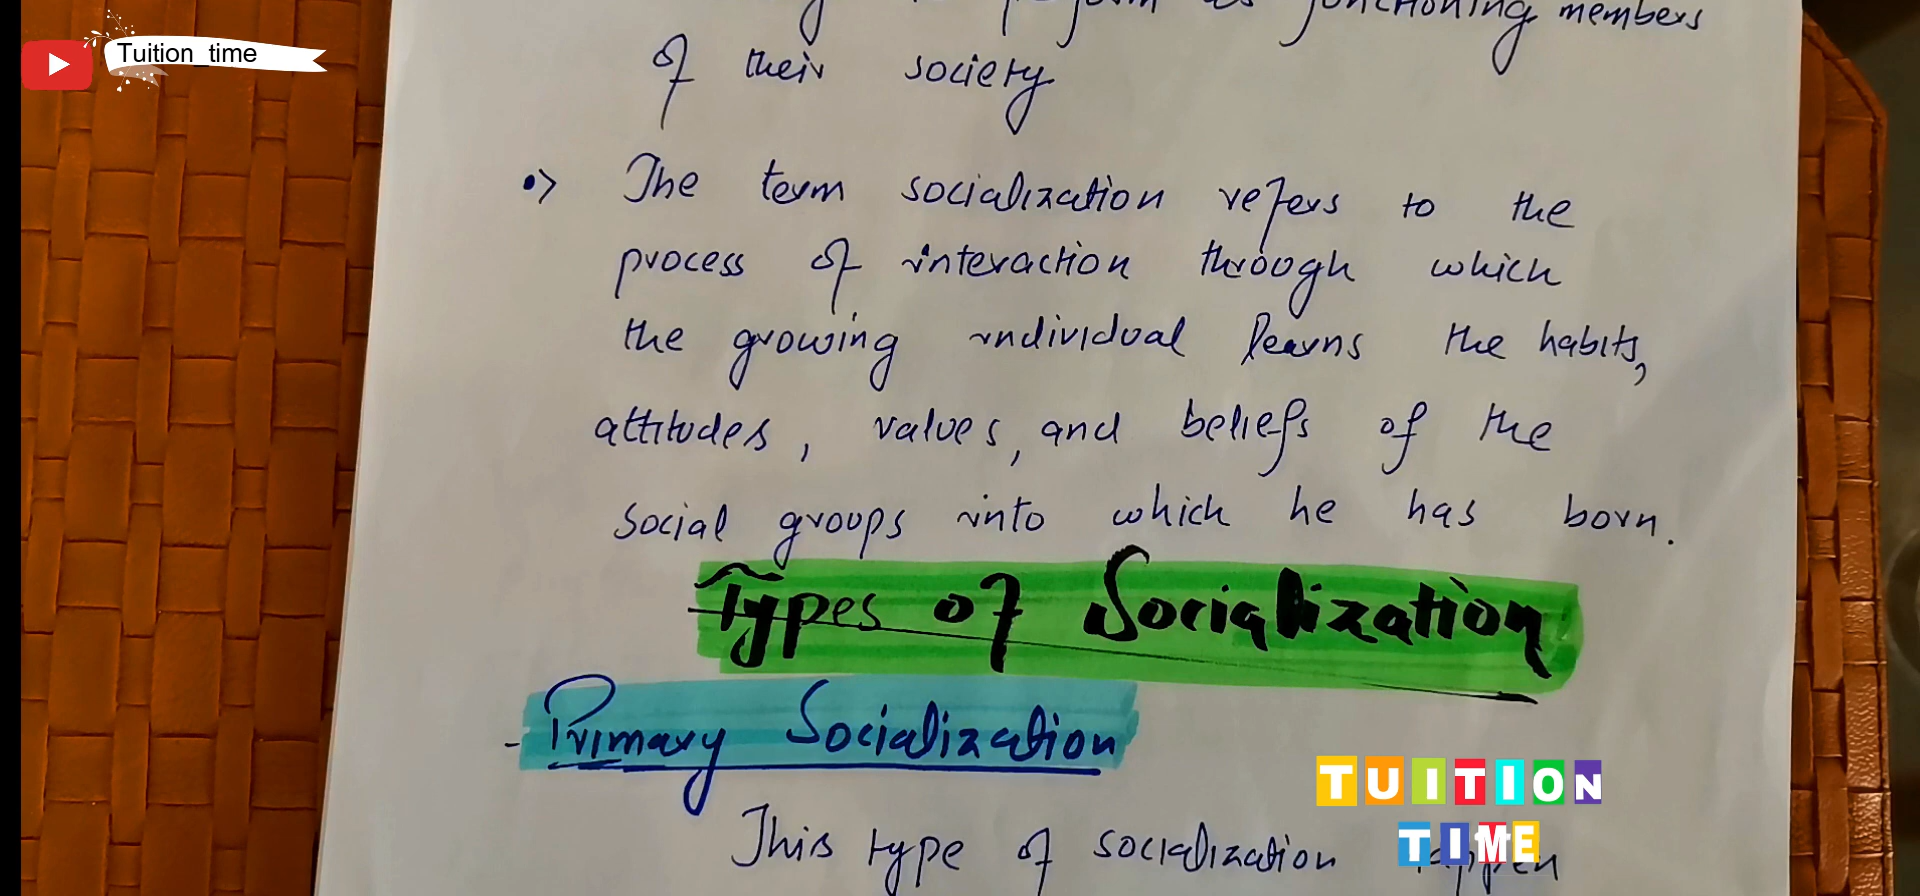 Tuition_time
functioning members
of their society
•> The term socialization refers to the
process of interaction through which
the growing individual learns the habits,
attitudes, values, and beliefs of the
social groups into which he has born.
Types of Socialization
- Primary Socialization
TUITION
TIME
This type of socialization